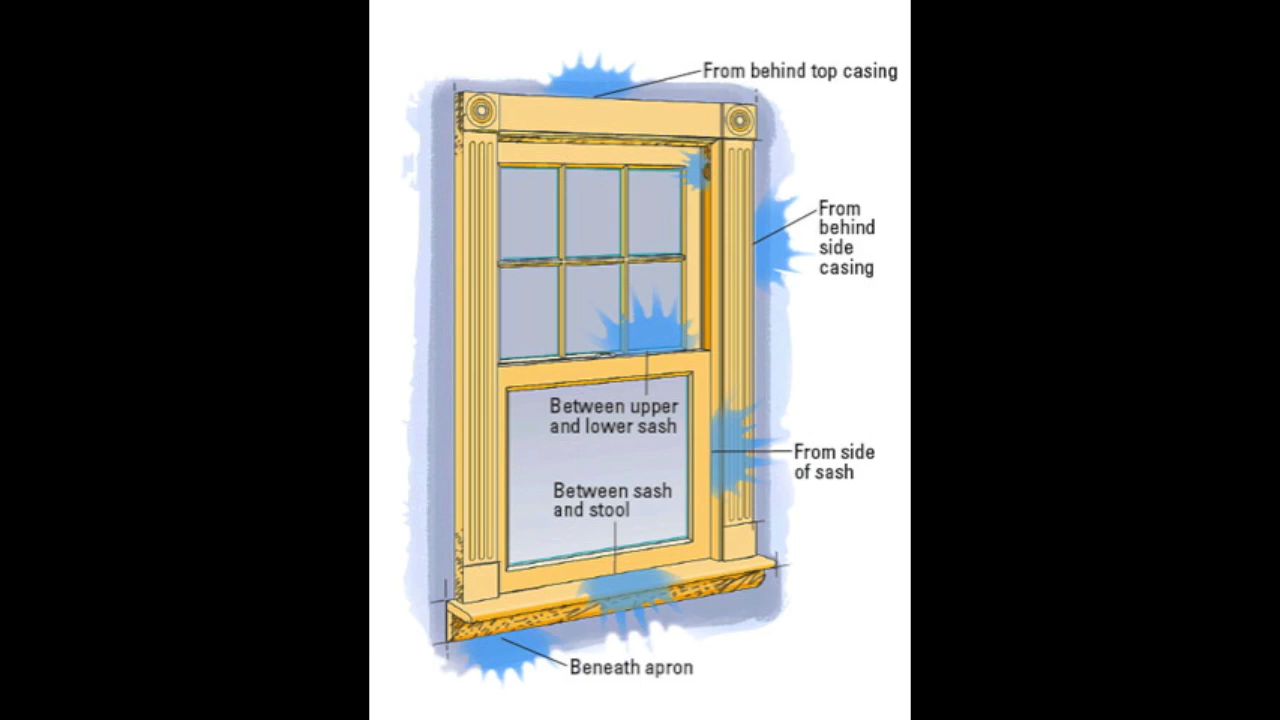 From behind top casing
From
behind
side
casing
Between upper
and lower sash
From side
of sash
Between sash
and stool
Beneath apron